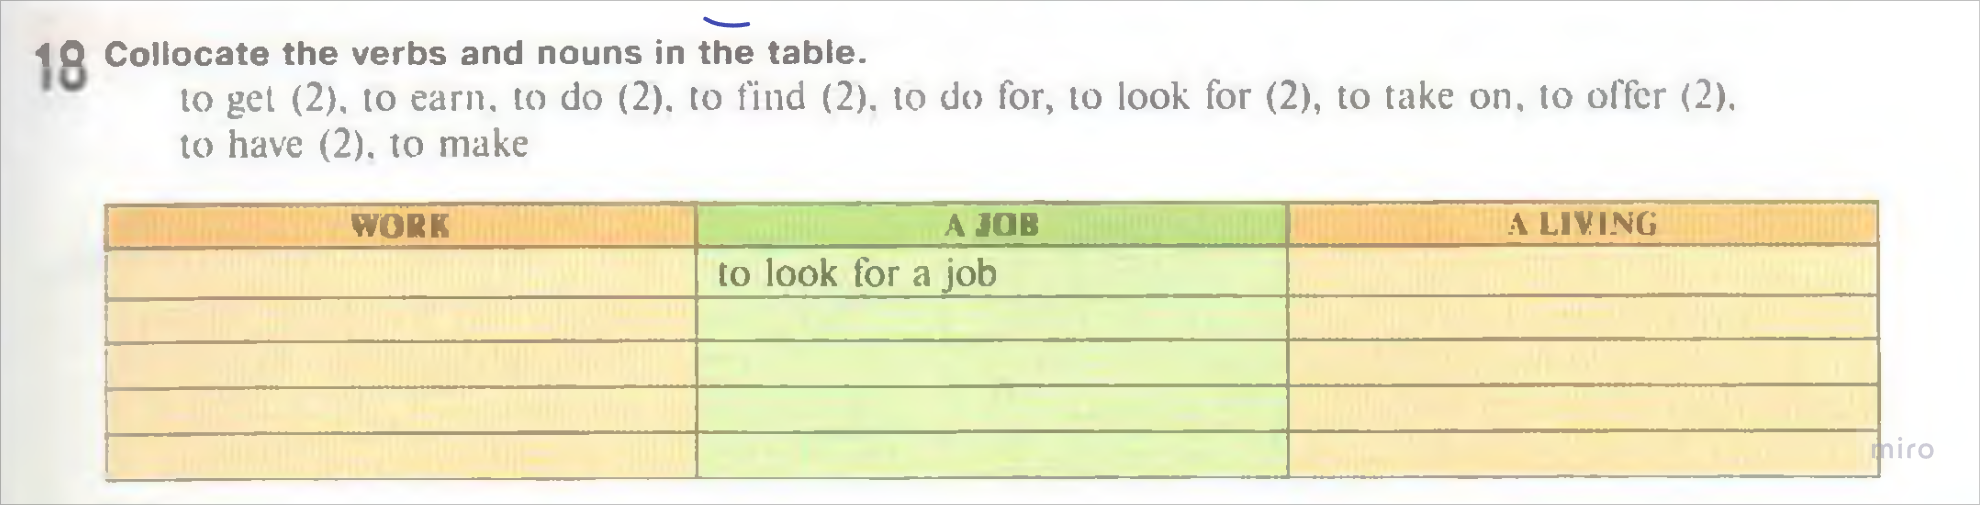 18 Collocate the verbs and nouns in the table.
to get (2), to earn, to do (2), to find (2), to do for, to look for (2), to take on, to offer (2),
to have (2), to make
WORK A JOB A LIVING
to look for a job
miro